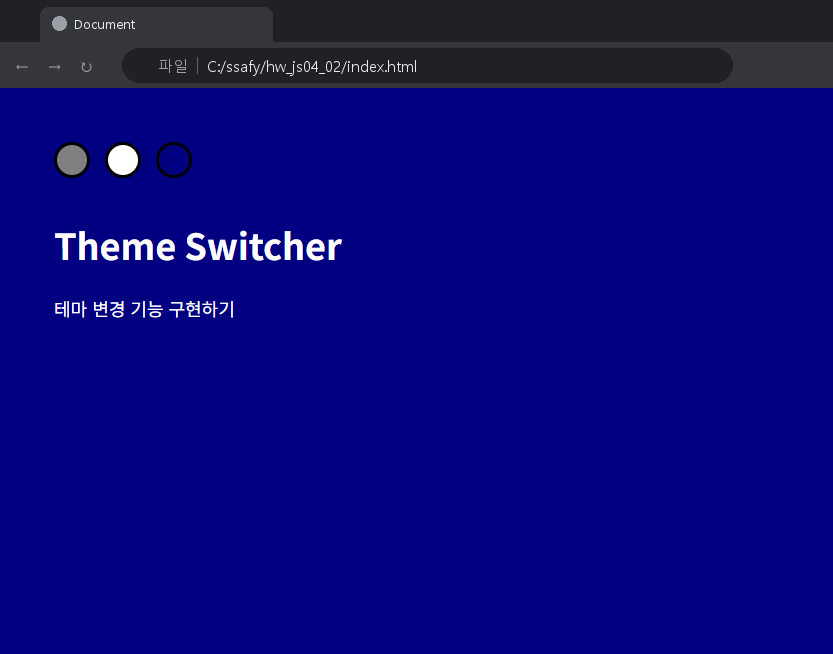 Document
← → ↻ 파일 | C:/ssafy/hw_js04_02/index.html
Theme Switcher
테마 변경 기능 구현하기